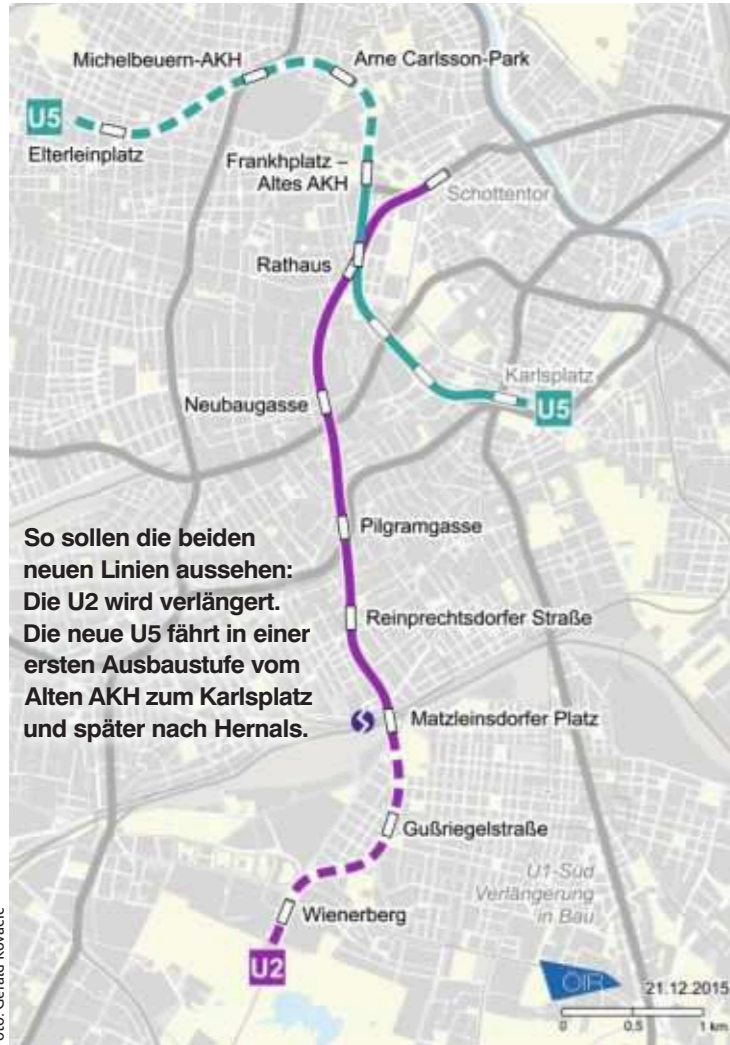 Michelbeuern-AKH
Arne Carlsson-Park
U5
Elterleinplatz
Frankhplatz –
Altes AKH
Schottentor
Rathaus
Karlsplatz
U5
Neubaugasse
So sollen die beiden
neuen Linien aussehen:
Die U2 wird verlängert.
Die neue U5 fährt in einer
ersten Ausbaustufe vom
Alten AKH zum Karlsplatz
und später nach Hernals.
Pilgramgasse
Reinprechtsdorfer Straße
Matzleinsdorfer Platz
Gußriegelstraße
U1-Süd
Verlängerung
in Bau
Wienerberg
U2
ÖIR
21.12.2015
0 0,5 1 km
Gerald